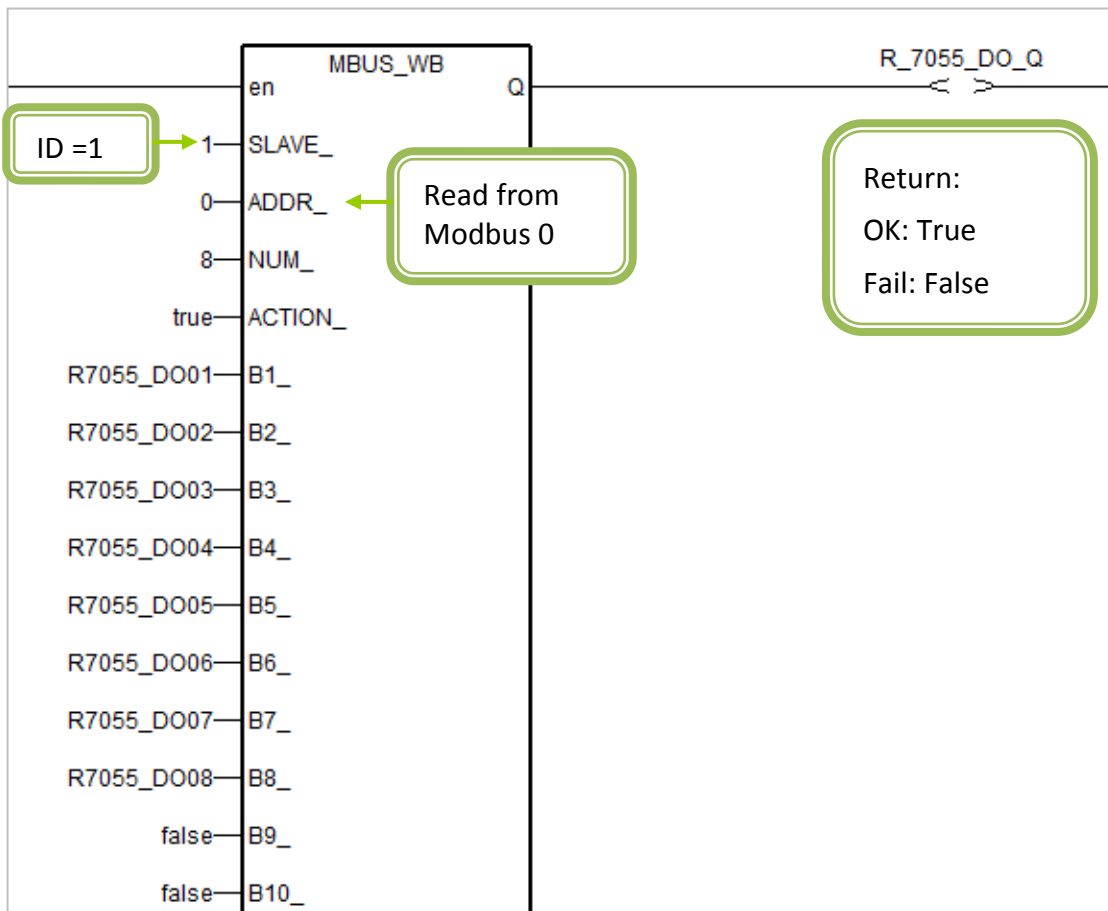 MBUS_WB
R_7055_DO_Q
en
Q
ID =1
1
SLAVE_
0
ADDR_
Read from
Modbus 0
Return:
OK: True
Fail: False
8
NUM_
true
ACTION_
R7055_DO01
B1_
R7055_DO02
B2_
R7055_DO03
B3_
R7055_DO04
B4_
R7055_DO05
B5_
R7055_DO06
B6_
R7055_DO07
B7_
R7055_DO08
B8_
false
B9_
false
B10_